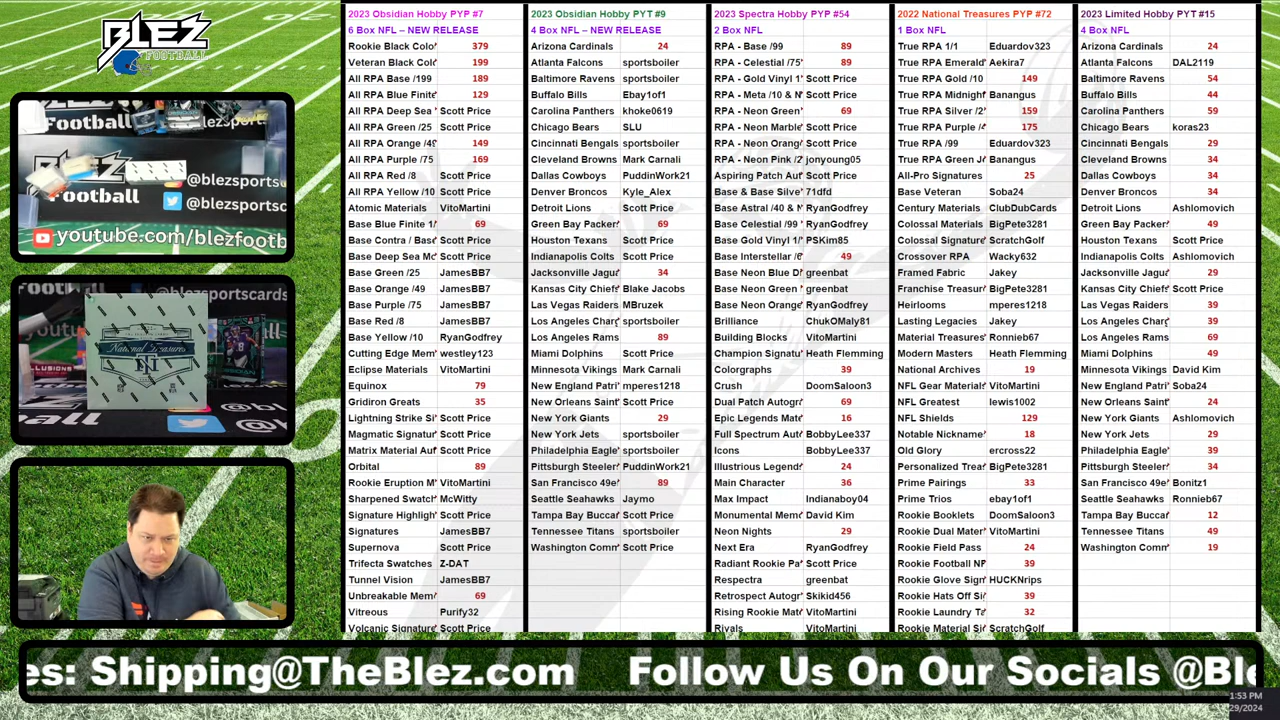 BLEZ
FOOTBALL
Football
BLEZ
Football
@blezsports
@blezsports
youtube.com/blezfootb
@blezsportscards
National Treasures
NT
ILLUSIONS
all
2023 Obsidian Hobby PYP #7
6 Box NFL – NEW RELEASE
Rookie Black Colo 379
Veteran Black Col 199
All RPA Base /199 189
All RPA Blue Finite 129
All RPA Deep Sea Scott Price
All RPA Green /25 Scott Price
All RPA Orange /49 149
All RPA Purple /75 169
All RPA Red /8 Scott Price
All RPA Yellow /10 Scott Price
Atomic Materials VitoMartini
Base Blue Finite 1/ 69
Base Contra / Base Scott Price
Base Deep Sea Mo Scott Price
Base Green /25 JamesBB7
Base Orange /49 JamesBB7
Base Purple /75 JamesBB7
Base Red /8 JamesBB7
Base Yellow /10 RyanGodfrey
Cutting Edge Mem westley123
Eclipse Materials VitoMartini
Equinox 79
Gridiron Greats 35
Lightning Strike Si Scott Price
Magmatic Signatur Scott Price
Matrix Material Aut Scott Price
Orbital 89
Rookie Eruption M VitoMartini
Sharpened Swatch McWitty
Signature Highligh Scott Price
Signatures JamesBB7
Supernova Scott Price
Trifecta Swatches Z-DAT
Tunnel Vision JamesBB7
Unbreakable Mem 69
Vitreous Purify32
Volcanic Signature Scott Price
2023 Obsidian Hobby PYT #9
4 Box NFL – NEW RELEASE
Arizona Cardinals 24
Atlanta Falcons sportsboiler
Baltimore Ravens sportsboiler
Buffalo Bills Ebay1of1
Carolina Panthers khoke0619
Chicago Bears SLU
Cincinnati Bengals sportsboiler
Cleveland Browns Mark Carnali
Dallas Cowboys PuddinWork21
Denver Broncos Kyle_Alex
Detroit Lions Scott Price
Green Bay Packer 69
Houston Texans Scott Price
Indianapolis Colts Scott Price
Jacksonville Jagu 34
Kansas City Chiefs Blake Jacobs
Las Vegas Raiders MBruzek
Los Angeles Char sportsboiler
Los Angeles Rams 89
Miami Dolphins Scott Price
Minnesota Vikings Mark Carnali
New England Patri mperes1218
New Orleans Saint Scott Price
New York Giants 29
New York Jets sportsboiler
Philadelphia Eagle sportsboiler
Pittsburgh Steeler PuddinWork21
San Francisco 49e 89
Seattle Seahawks Jaymo
Tampa Bay Buccan sportsboiler
Tennessee Titans sportsboiler
Washington Comm Scott Price
2023 Spectra Hobby PYP #54
2 Box NFL
RPA - Base /99 89
RPA - Celestial /75 89
RPA - Gold Vinyl 1 Scott Price
RPA - Meta /10 & N Scott Price
RPA - Neon Green 69
RPA - Neon Marble Scott Price
RPA - Neon Orang Scott Price
RPA - Neon Pink /2 jonyoung05
Aspiring Patch Aut Scott Price
Base & Base Silve 71dfd
Base Astral /40 & N RyanGodfrey
Base Celestial /99 RyanGodfrey
Base Gold Vinyl 1/ PSKim85
Base Interstellar /6 49
Base Neon Blue D greenbat
Base Neon Green greenbat
Base Neon Orange RyanGodfrey
Brilliance ChukOMaly81
Building Blocks VitoMartini
Champion Signatu Heath Flemming
Colorgraphs 39
Crush DoomSaloon3
Dual Patch Autogr 69
Epic Legends Mat 16
Full Spectrum Aut BobbyLee337
Icons BobbyLee337
Illustrious Legend 24
Main Character 36
Max Impact Indianaboy04
Monumental Mem David Kim
Neon Nights 29
Next Era RyanGodfrey
Radiant Rookie Pa Scott Price
Respectra greenbat
Retrospect Autogr Skikid456
Rising Rookie Mat VitoMartini
Rivals VitoMartini
2022 National Treasures PYP #72
1 Box NFL
True RPA 1/1 Eduardov323
True RPA Emerald Aekira7
True RPA Gold /10 149
True RPA Midnigh Banangus
True RPA Silver /2 159
True RPA Purple / 175
True RPA /99 Eduardov323
True RPA Green J Banangus
All-Pro Signatures 25
Base Veteran Soba24
Century Materials ClubDubCards
Colossal Materials BigPete3281
Colossal Signature ScratchGolf
Crossover RPA Wacky632
Framed Fabric Jakey
Franchise Treasur BigPete3281
Heirlooms mperes1218
Lasting Legacies Jakey
Material Treasures Ronnieb67
Modern Masters Heath Flemming
National Archives 19
NFL Gear Materials VitoMartini
NFL Greatest lewis1002
NFL Shields 129
Notable Nickname 18
Old Glory ercross22
Personalized Trea BigPete3281
Prime Pairings 33
Prime Trios ebay1of1
Rookie Booklets DoomSaloon3
Rookie Dual Mater VitoMartini
Rookie Field Pass 24
Rookie Football NF 39
Rookie Glove Sign HUCKNrips
Rookie Hats Off Si 39
Rookie Laundry T 32
Rookie Material Si ScratchGolf
2023 Limited Hobby PYT #15
4 Box NFL
Arizona Cardinals 24
Atlanta Falcons DAL2119
Baltimore Ravens 54
Buffalo Bills 44
Carolina Panthers 59
Chicago Bears koras23
Cincinnati Bengals 29
Cleveland Browns 34
Dallas Cowboys 34
Denver Broncos 34
Detroit Lions Ashlomovich
Green Bay Packer 49
Houston Texans Scott Price
Indianapolis Colts Scott Price
Jacksonville Jagu 29
Kansas City Chiefs Scott Price
Las Vegas Raiders 39
Los Angeles Char 39
Los Angeles Rams 69
Miami Dolphins 49
Minnesota Vikings David Kim
New England Patri Soba24
New Orleans Saint 24
New York Giants Ashlomovich
New York Jets 29
Philadelphia Eagle 39
Pittsburgh Steeler 34
San Francisco 49e Bonitz1
Seattle Seahawks Ronnieb67
Tampa Bay Buccan 12
Tennessee Titans 49
Washington Comm 19
es: Shipping@TheBlez.com Follow Us On Our Socials @Ble
1:53 PM
29/2024